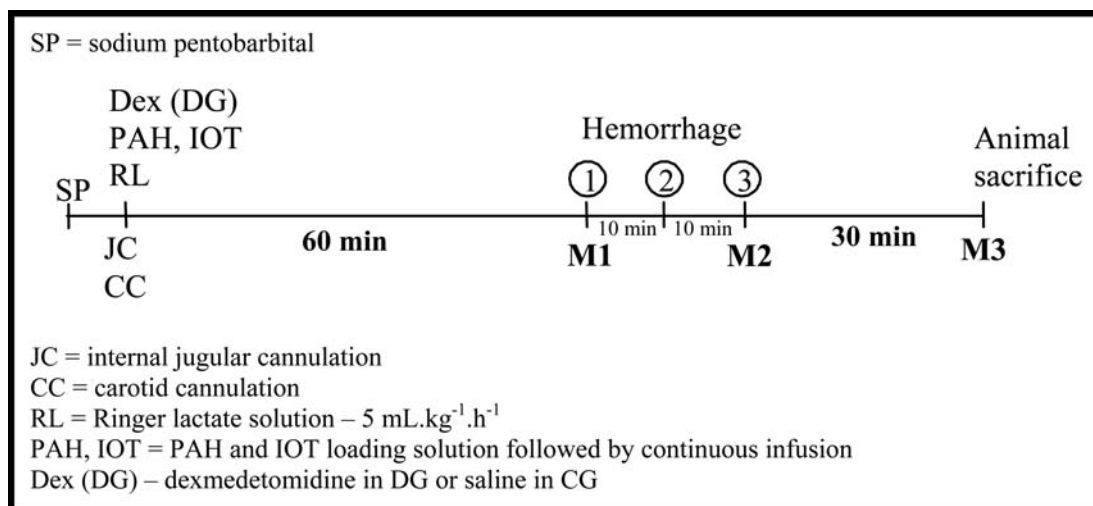 SP = sodium pentobarbital
Dex (DG)
PAH, IOT
RL
Hemorrhage
Animal
sacrifice
SP
1 2 3
10 min 10 min
60 min
30 min
JC
CC
M1 M2 M3
JC = internal jugular cannulation
CC = carotid cannulation
RL = Ringer lactate solution – 5 mL.kg⁻¹.h⁻¹
PAH, IOT = PAH and IOT loading solution followed by continuous infusion
Dex (DG) – dexmedetomidine in DG or saline in CG